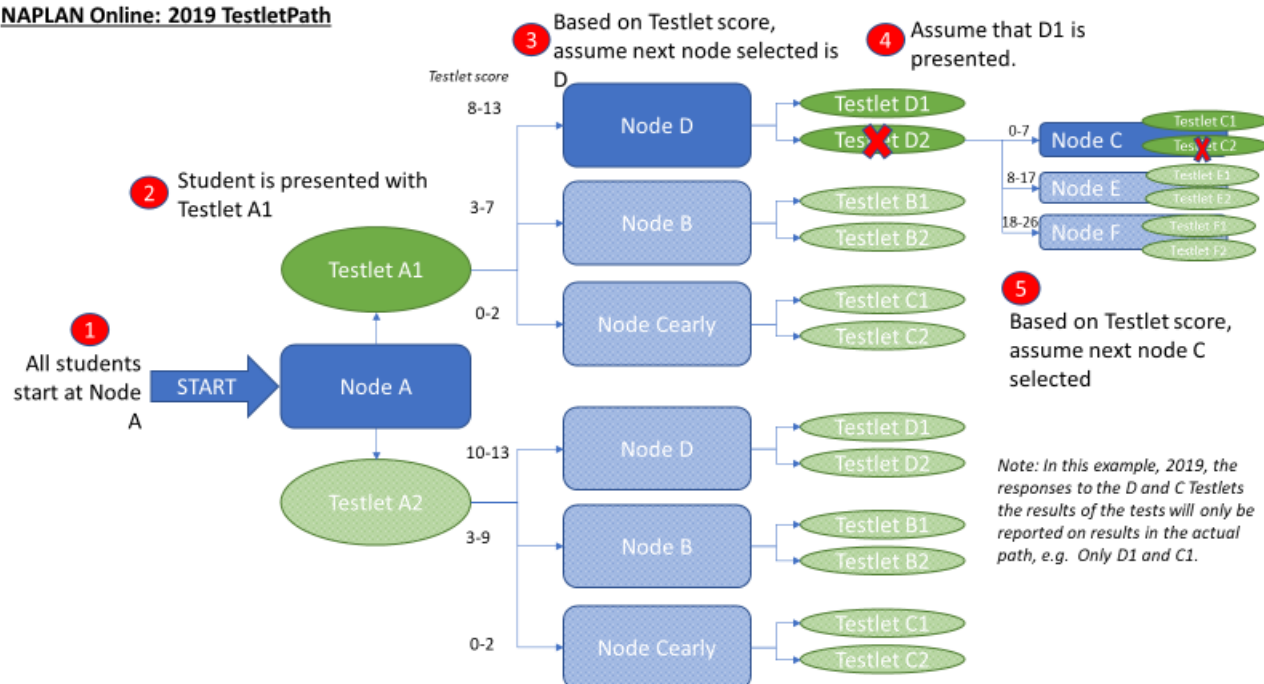 NAPLAN Online: 2019 TestletPath
3
Based on Testlet score,
assume next node selected is
D
4
Assume that D1 is
presented.
Testlet score
8-13
Node D
Testlet D1
Testlet D2
0-7
Node C
Testlet C1
Testlet C2
8-17
Node E
Testlet E1
Testlet E2
18-26
Node F
Testlet F1
Testlet F2
2
Student is presented with
Testlet A1
3-7
Node B
Testlet B1
Testlet B2
Testlet A1
0-2
Node Cearly
Testlet C1
Testlet C2
5
Based on Testlet score,
assume next node C
selected
1
All students
start at Node
A
START
Node A
10-13
Node D
Testlet D1
Testlet D2
Testlet A2
3-9
Node B
Testlet B1
Testlet B2
Note: In this example, 2019, the
responses to the D and C Testlets
the results of the tests will only be
reported on results in the actual
path, e.g. Only D1 and C1.
0-2
Node Cearly
Testlet C1
Testlet C2